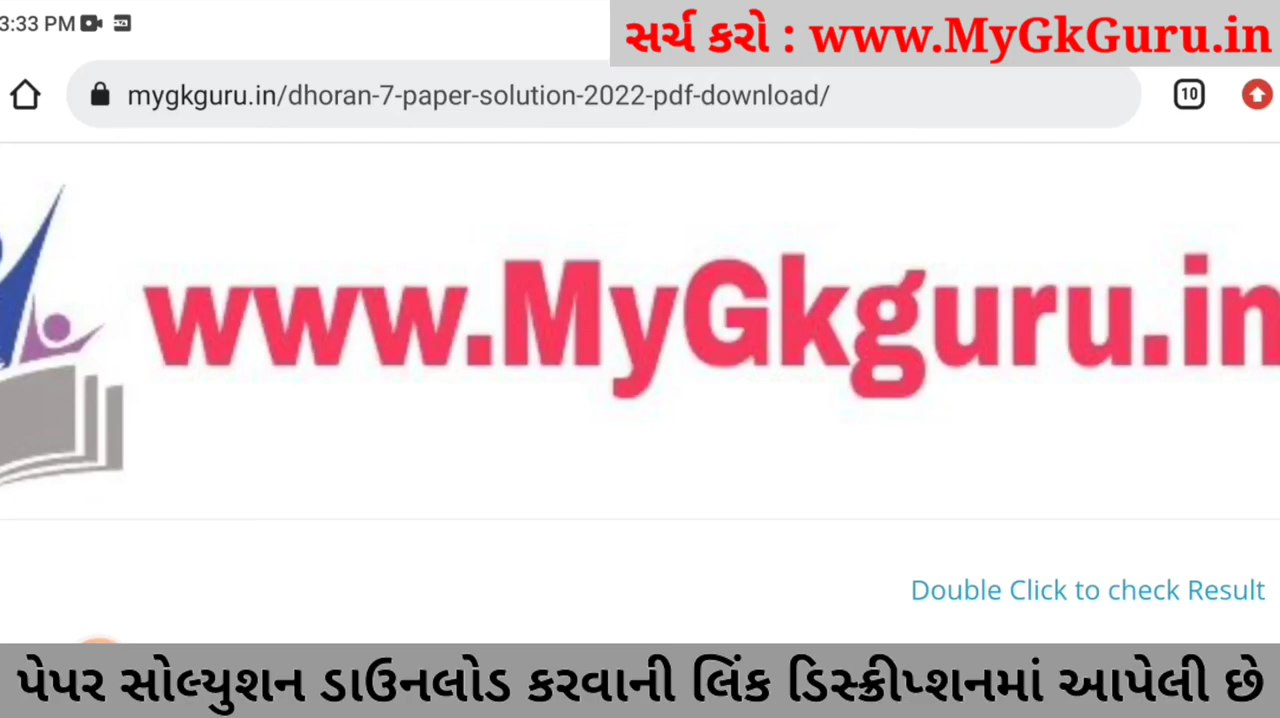 3:33 PM
સર્ચ કરો : www.MyGkGuru.in
mygkguru.in/dhoran-7-paper-solution-2022-pdf-download/
10
www.MyGkguru.in
Double Click to check Result
પેપર સોલ્યુશન ડાઉનલોડ કરવાની લિંક ડિસ્ક્રીપ્શનમાં આપેલી છે